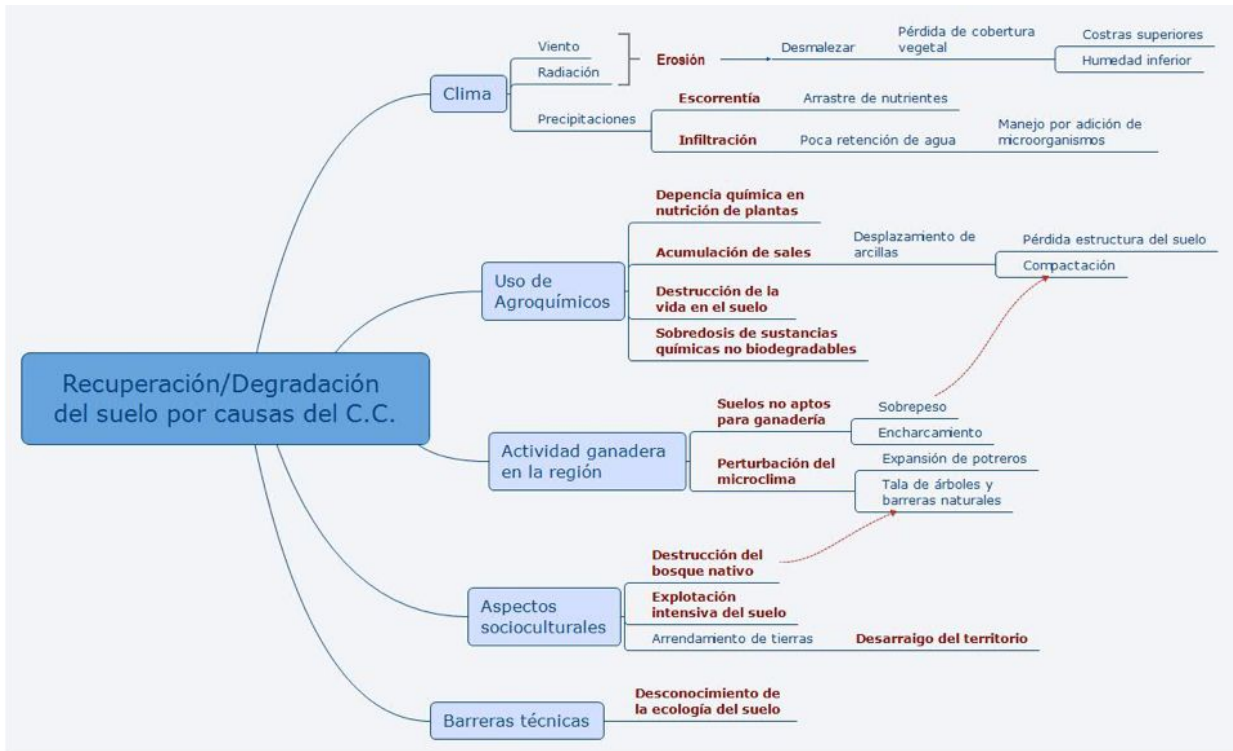 Recuperación/Degradación
del suelo por causas del C.C.
Clima
Viento
Radiación
Erosión
Desmalezar
Pérdida de cobertura
vegetal
Costras superiores
Humedad inferior
Precipitaciones
Escorrentía
Arrastre de nutrientes
Infiltración
Poca retención de agua
Manejo por adición de
microorganismos
Uso de
Agroquímicos
Depencia química en
nutrición de plantas
Acumulación de sales
Desplazamiento de
arcillas
Pérdida estructura del suelo
Compactación
Destrucción de la
vida en el suelo
Sobredosis de sustancias
químicas no biodegradables
Actividad ganadera
en la región
Suelos no aptos
para ganadería
Sobrepeso
Encharcamiento
Perturbación del
microclima
Expansión de potreros
Tala de árboles y
barreras naturales
Aspectos
socioculturales
Destrucción del
bosque nativo
Explotación
intensiva del suelo
Arrendamiento de tierras
Desarraigo del territorio
Barreras técnicas
Desconocimiento de
la ecología del suelo